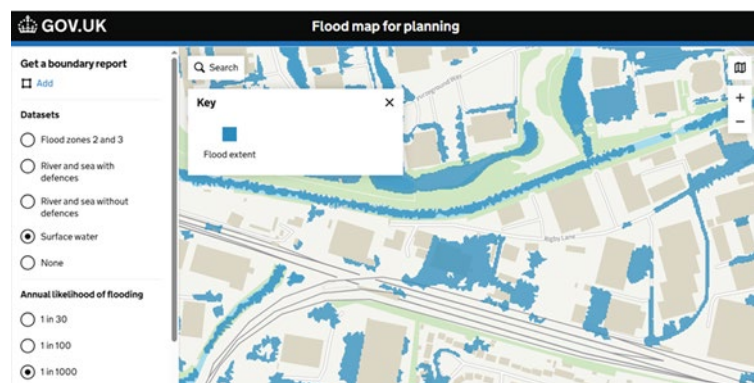 GOV.UK
Flood map for planning
Get a boundary report
Add
Datasets
Flood zones 2 and 3
River and sea with
defences
River and sea without
defences
Surface water
None
Annual likelihood of flooding
1 in 30
1 in 100
1 in 1000
Search
Key
Flood extent
Rigby Lane